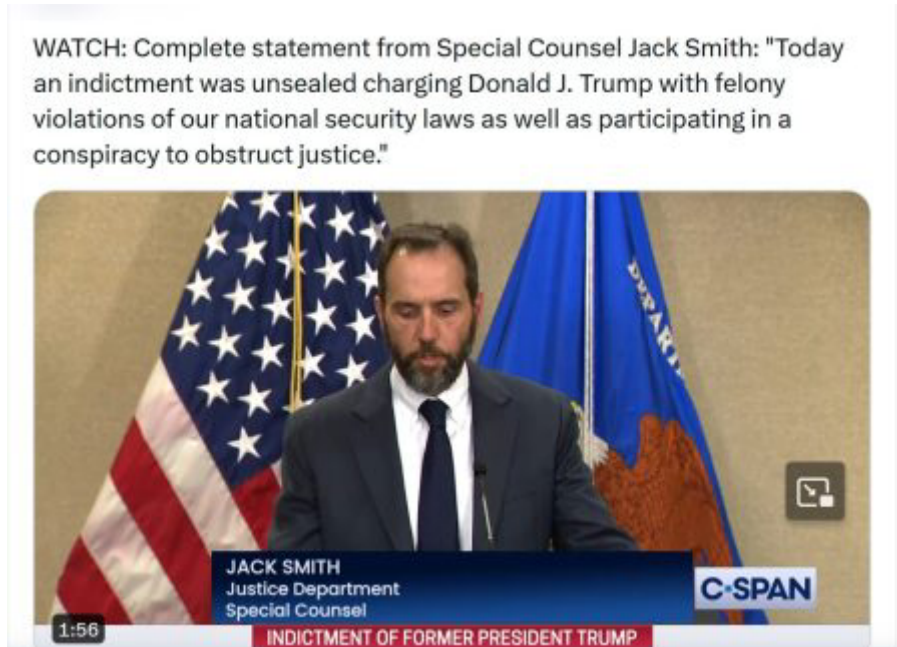 WATCH: Complete statement from Special Counsel Jack Smith: "Today
an indictment was unsealed charging Donald J. Trump with felony
violations of our national security laws as well as participating in a
conspiracy to obstruct justice."
DEPART
JACK SMITH
Justice Department
Special Counsel
C-SPAN
1:56
INDICTMENT OF FORMER PRESIDENT TRUMP